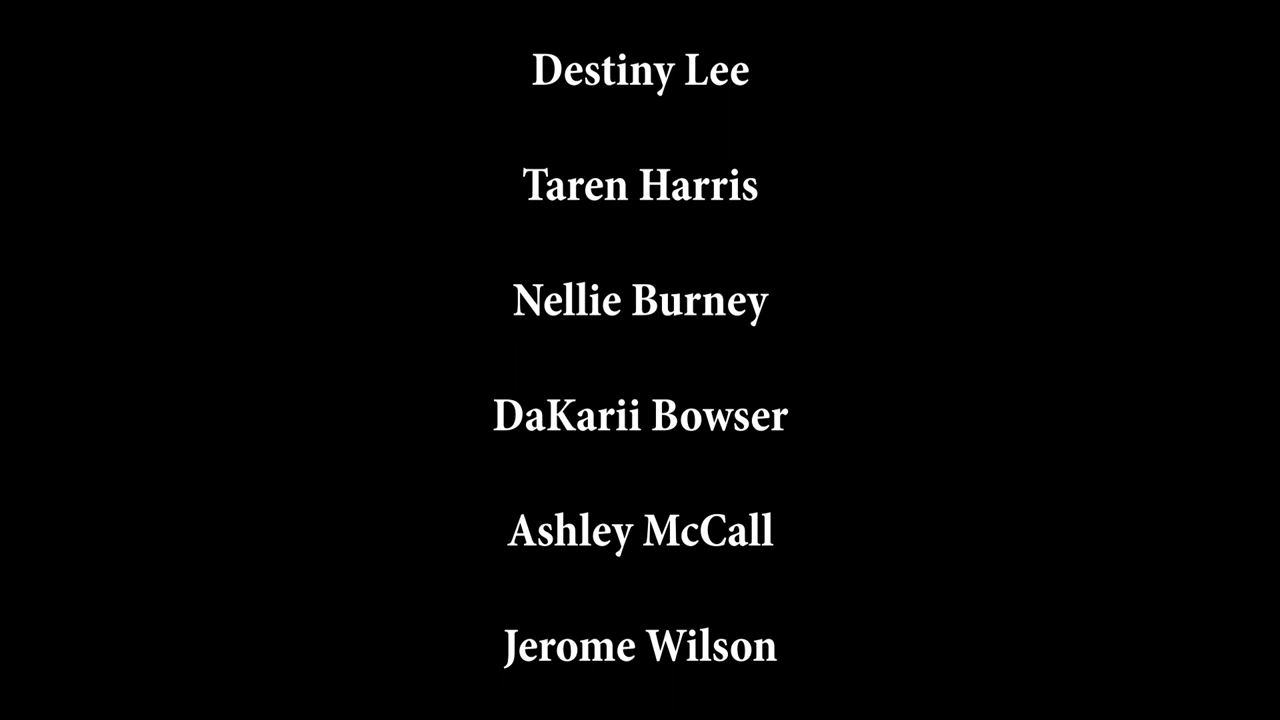 Destiny Lee
Taren Harris
Nellie Burney
DaKarii Bowser
Ashley McCall
Jerome Wilson